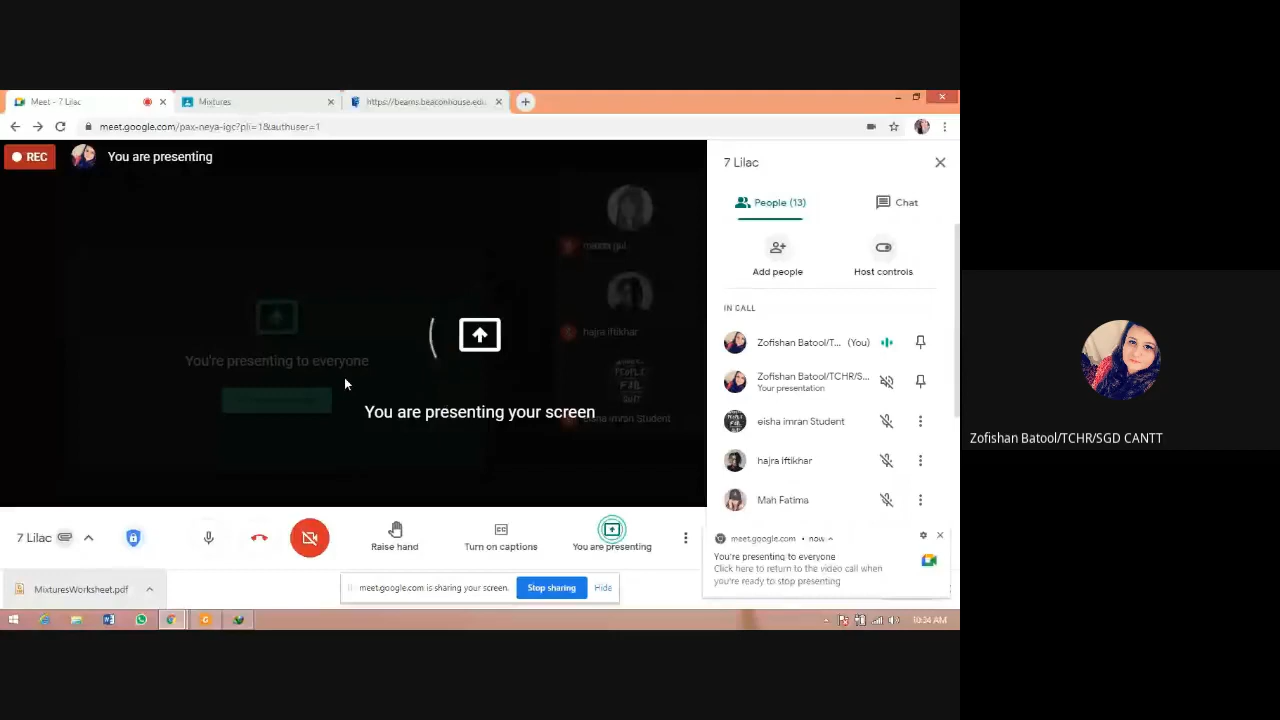 Meet - 7 Lilac
Mixtures
https://beams.beaconhouse.edu.
meet.google.com/pax-neya-igc?pli=1&authuser=1
REC
You are presenting
7 Lilac
People (13)
Chat
Add people
Host controls
IN CALL
Zofishan Batool/T... (You)
Zofishan Batool/TCHR/S...
Your presentation
eisha imran Student
hajra iftikhar
Mah Fatima
hajra iftikhar
PEOPLE
FAIL
QUIT
eisha imran Student
You're presenting to everyone
You are presenting your screen
Zofishan Batool/TCHR/SGD CANTT
7 Lilac
Raise hand
Turn on captions
You are presenting
meet.google.com • now
You're presenting to everyone
Click here to return to the video call when
you're ready to stop presenting
MixturesWorksheet.pdf
meet.google.com is sharing your screen.
Stop sharing
Hide
10:34 AM